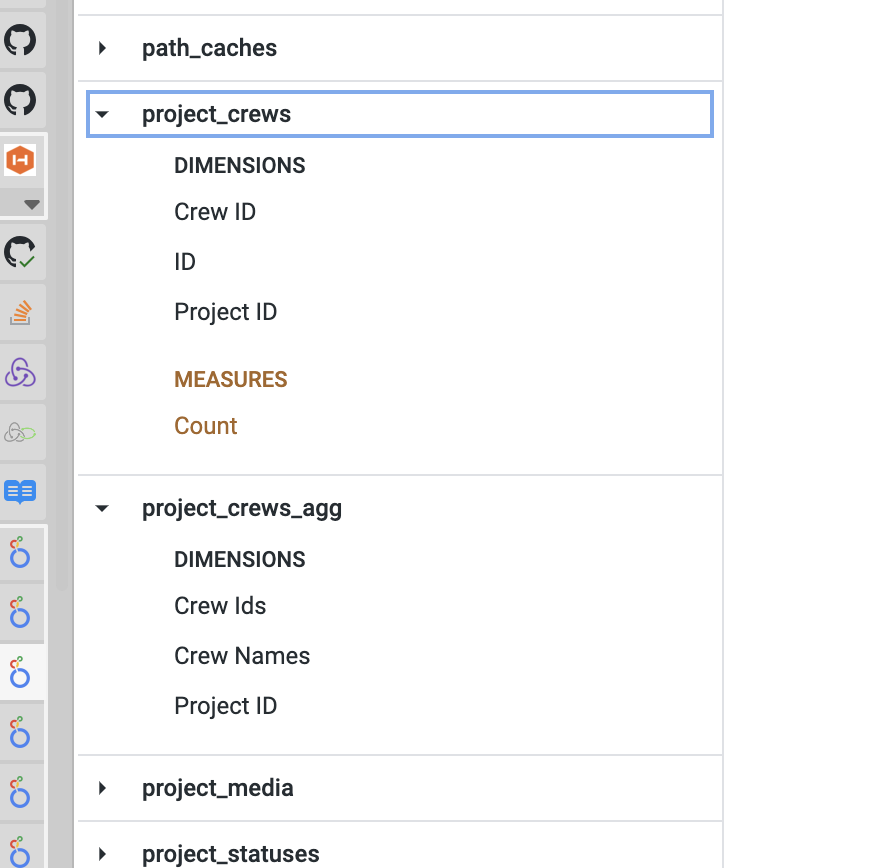 path_caches
project_crews
DIMENSIONS
Crew ID
ID
Project ID
MEASURES
Count
project_crews_agg
DIMENSIONS
Crew Ids
Crew Names
Project ID
project_media
project_statuses